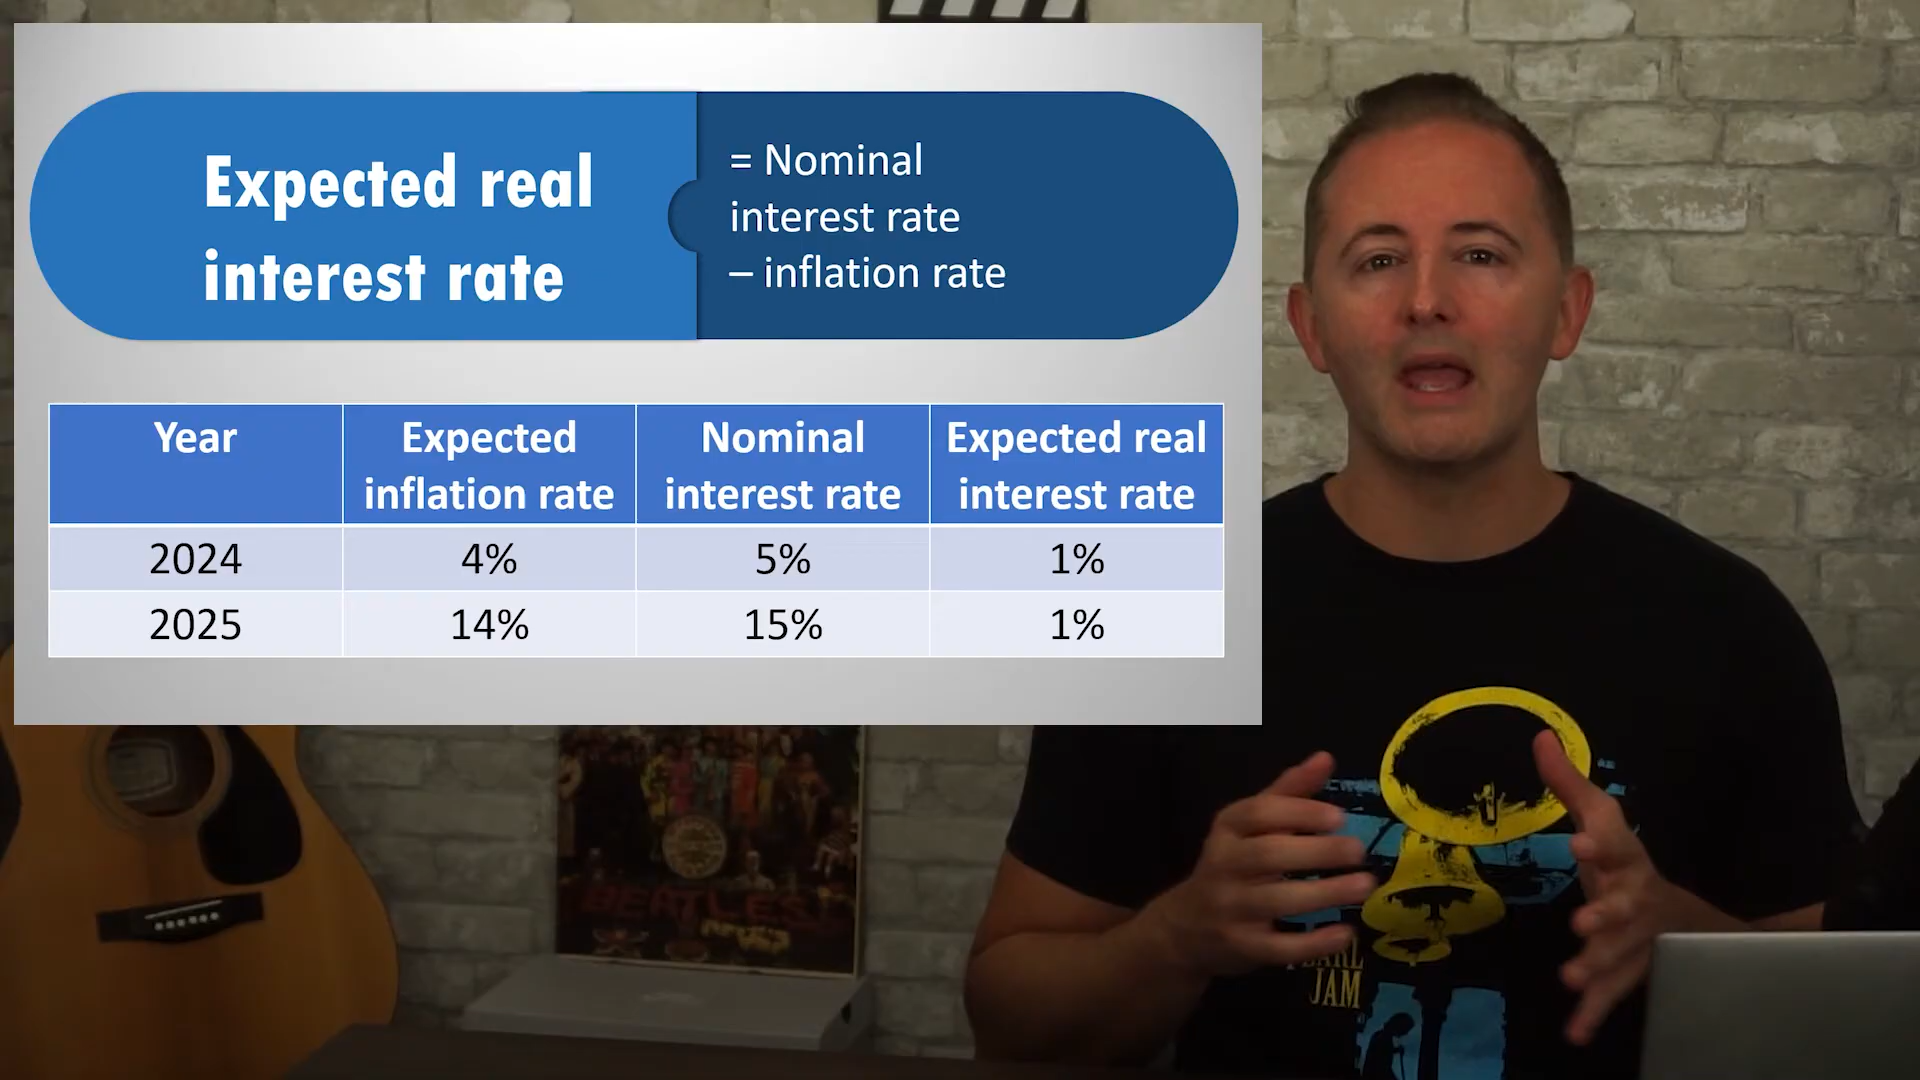 Expected real
interest rate
= Nominal
interest rate
– inflation rate
Year
Expected
inflation rate
Nominal
interest rate
Expected real
interest rate
2024 4% 5% 1%
2025 14% 15% 1%
BEATLES
PEARL
JAM